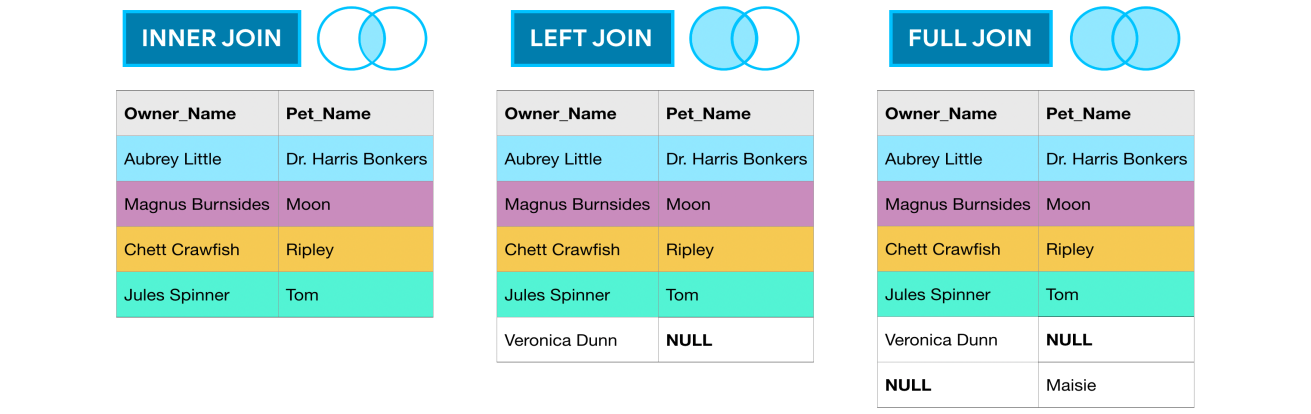 INNER JOIN
Owner_Name Pet_Name
Aubrey Little Dr. Harris Bonkers
Magnus Burnsides Moon
Chett Crawfish Ripley
Jules Spinner Tom
LEFT JOIN
Owner_Name Pet_Name
Aubrey Little Dr. Harris Bonkers
Magnus Burnsides Moon
Chett Crawfish Ripley
Jules Spinner Tom
Veronica Dunn NULL
FULL JOIN
Owner_Name Pet_Name
Aubrey Little Dr. Harris Bonkers
Magnus Burnsides Moon
Chett Crawfish Ripley
Jules Spinner Tom
Veronica Dunn NULL
NULL Maisie